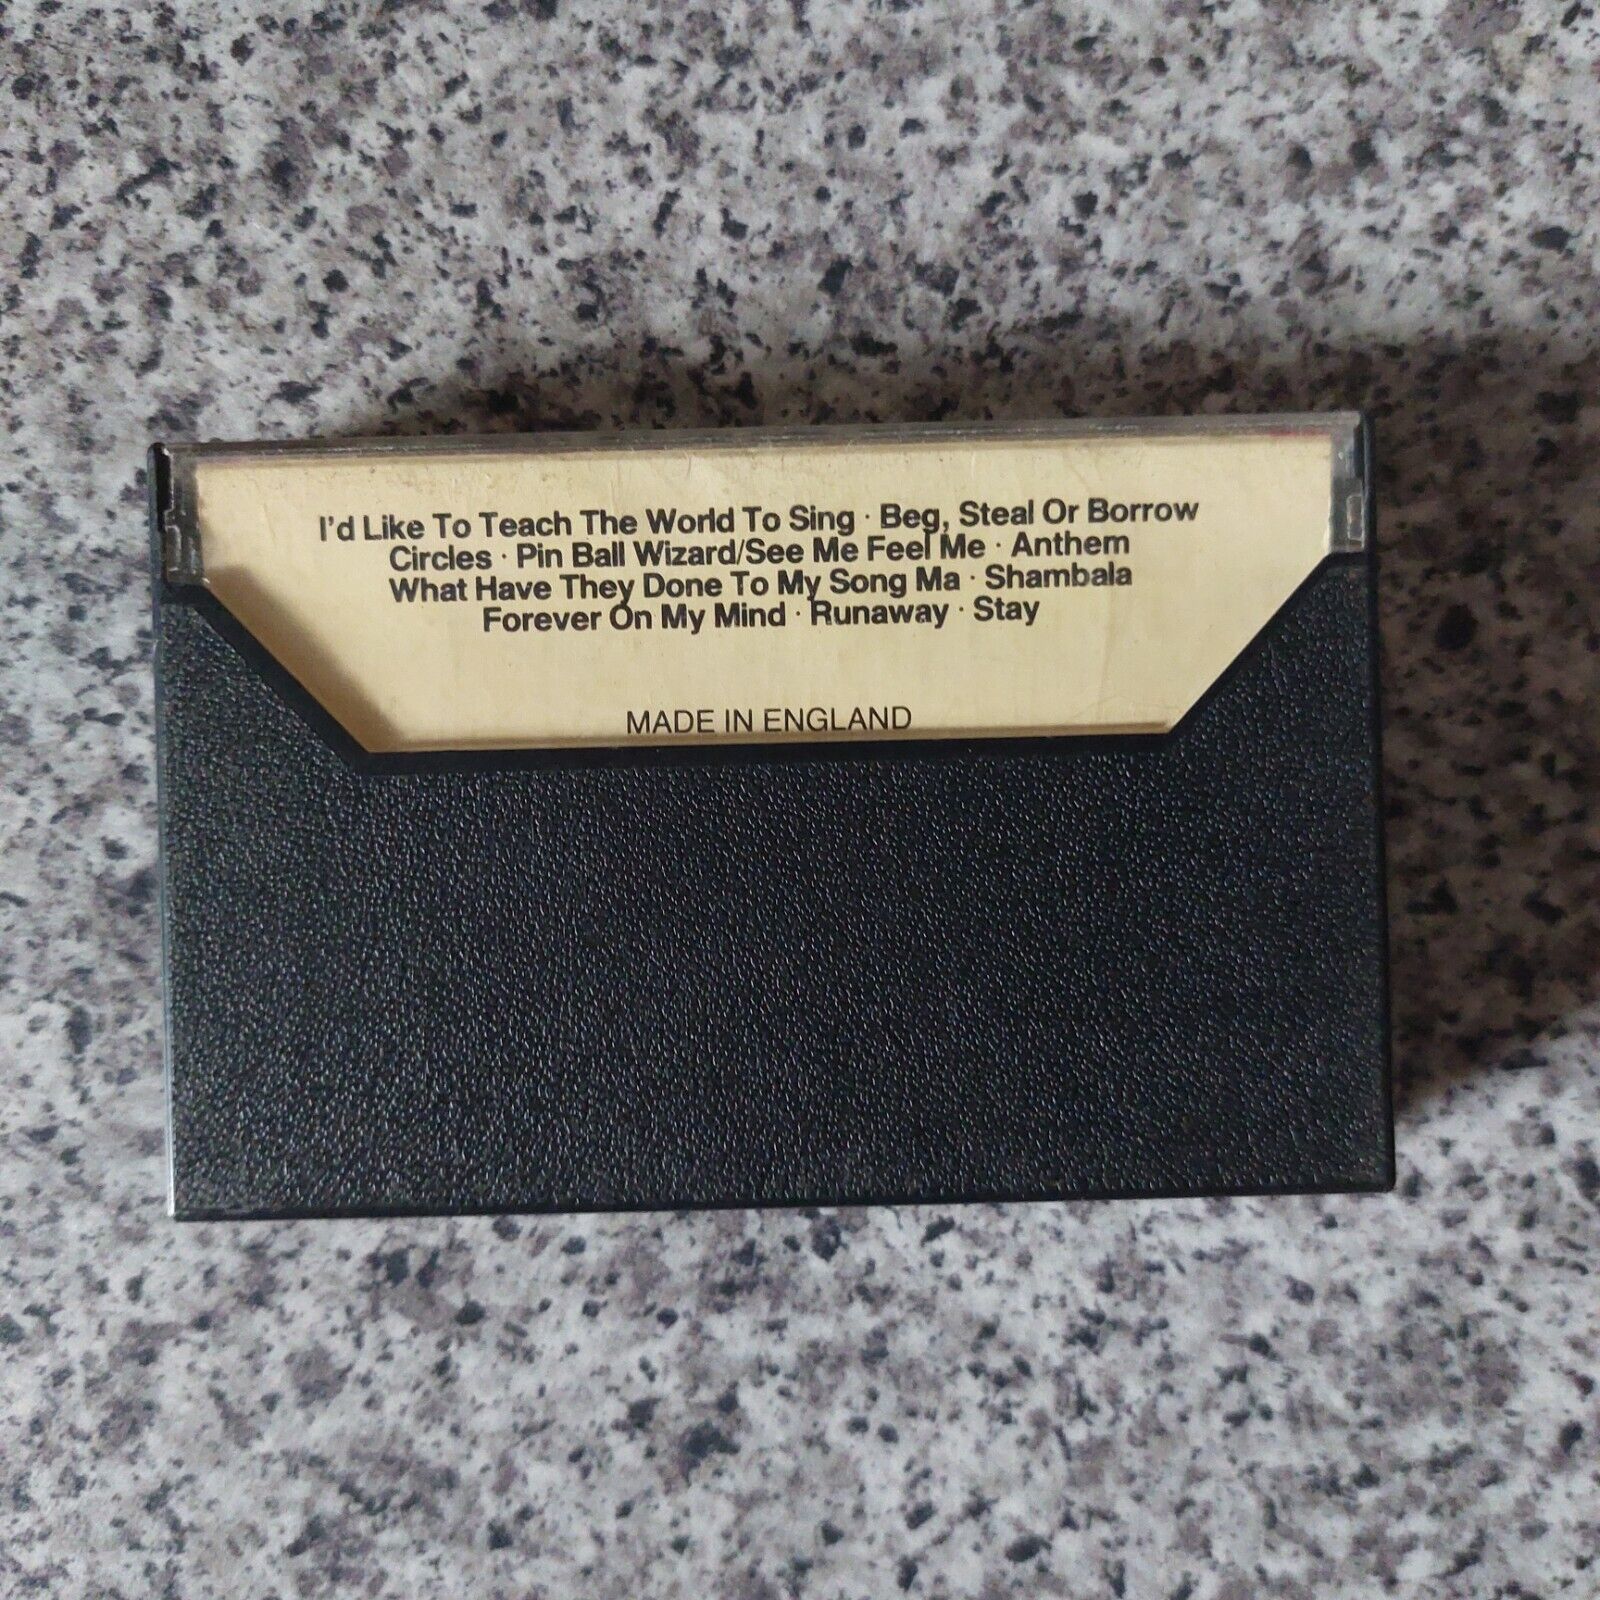 I'd Like To Teach The World To Sing · Beg, Steal Or Borrow
Circles · Pin Ball Wizard/See Me Feel Me · Anthem
What Have They Done To My Song Ma · Shambala
Forever On My Mind · Runaway · Stay
MADE IN ENGLAND